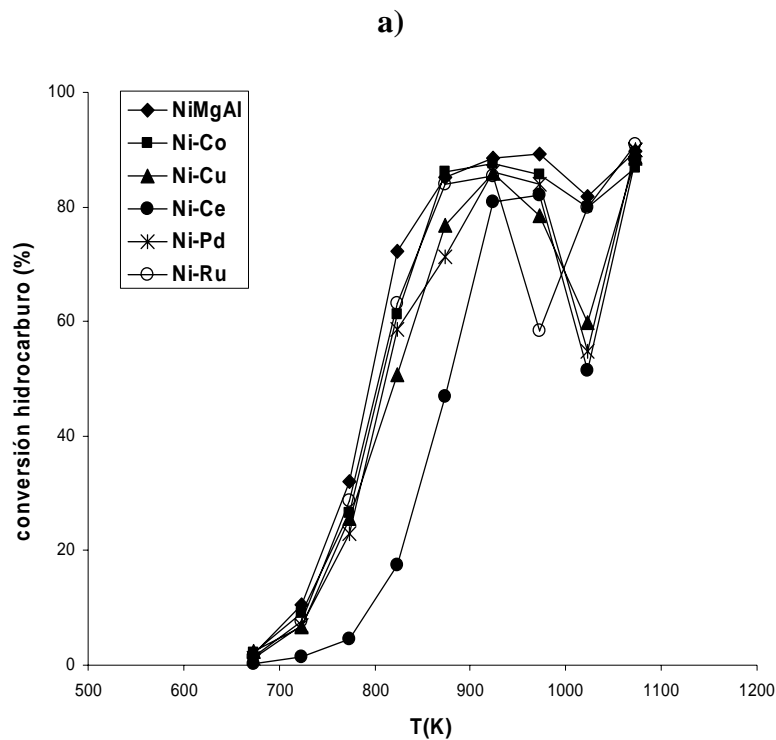 a)
100
80
60
40
20
0
conversión hidrocarburo (%)
NiMgAl
Ni-Co
Ni-Cu
Ni-Ce
Ni-Pd
Ni-Ru
500 600 700 800 900 1000 1100 1200
T(K)